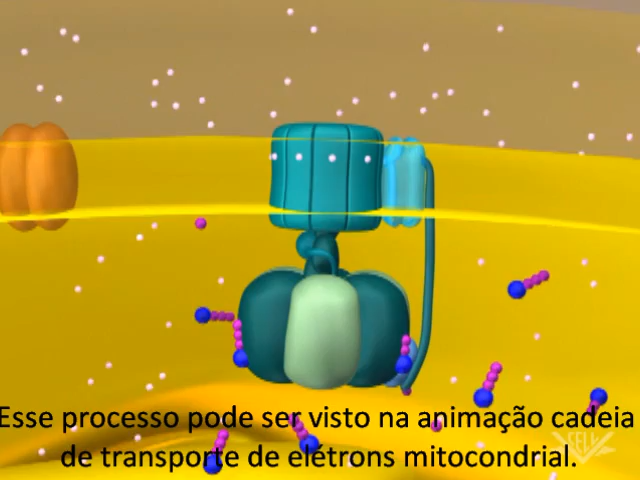 Esse processo pode ser visto na animação cadeia
de transporte de elétrons mitocondrial.